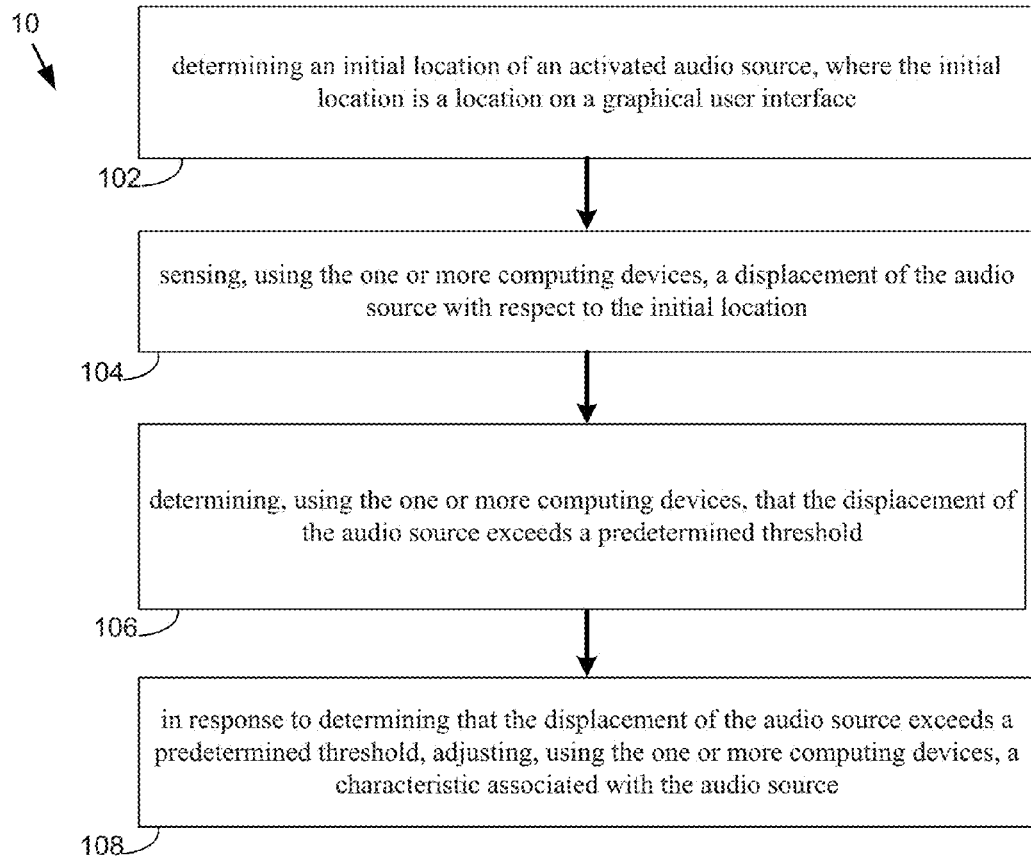 10
determining an initial location of an activated audio source, where the initial
location is a location on a graphical user interface
102
sensing, using the one or more computing devices, a displacement of the audio
source with respect to the initial location
104
determining, using the one or more computing devices, that the displacement of
the audio source exceeds a predetermined threshold
106
in response to determining that the displacement of the audio source exceeds a
predetermined threshold, adjusting, using the one or more computing devices, a
characteristic associated with the audio source
108